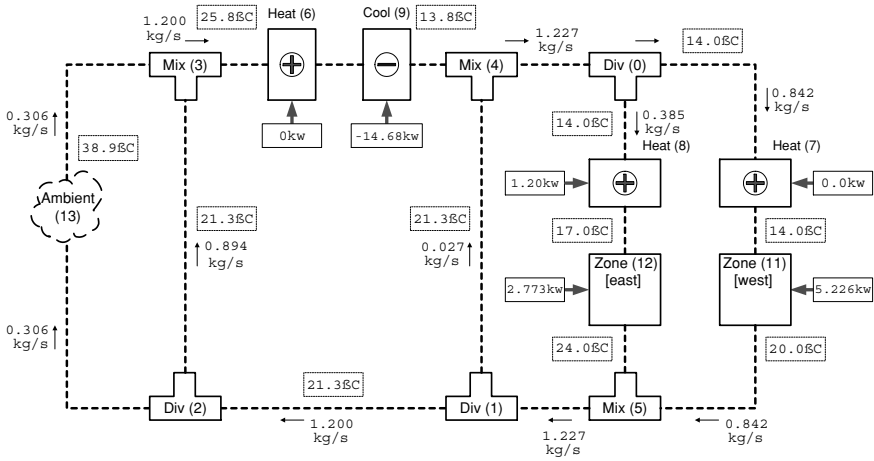 1.200
kg/s
25.8ßC
Heat (6)
Cool (9)
13.8ßC
1.227
kg/s
14.0ßC
Mix (3)
Mix (4)
Div (0)
0.306
kg/s
38.9ßC
0kw
-14.68kw
14.0ßC
0.385
kg/s
0.842
kg/s
Heat (8)
Heat (7)
1.20kw
0.0kw
Ambient
(13)
21.3ßC
0.894
kg/s
21.3ßC
0.027
kg/s
17.0ßC
14.0ßC
Zone (12)
[east]
Zone (11)
[west]
2.773kw
5.226kw
0.306
kg/s
24.0ßC
20.0ßC
21.3ßC
Div (2)
Div (1)
Mix (5)
1.200
kg/s
1.227
kg/s
0.842
kg/s